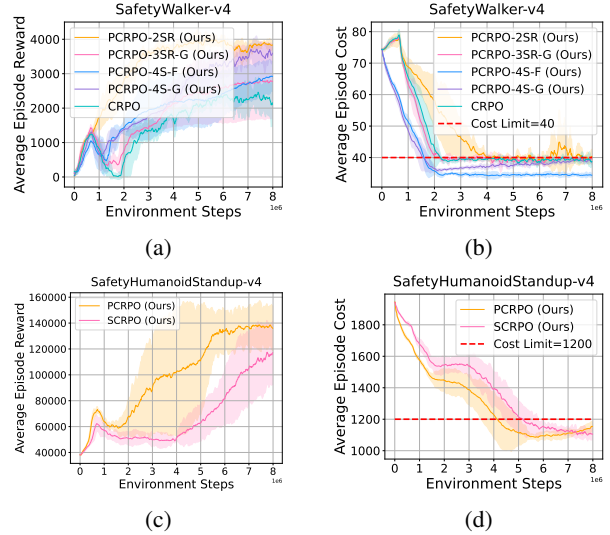 SafetyWalker-v4
Average Episode Reward
4000
3000
2000
1000
0
PCRPO-2SR (Ours)
PCRPO-3SR-G (Ours)
PCRPO-4S-F (Ours)
PCRPO-4S-G (Ours)
CRPO
0 1 2 3 4 5 6 7 8
Environment Steps
1e6
(a)
SafetyWalker-v4
Average Episode Cost
90
80
70
60
50
40
30
PCRPO-2SR (Ours)
PCRPO-3SR-G (Ours)
PCRPO-4S-F (Ours)
PCRPO-4S-G (Ours)
CRPO
Cost Limit=40
0 1 2 3 4 5 6 7 8
Environment Steps
1e6
(b)
SafetyHumanoidStandup-v4
Average Episode Reward
160000
140000
120000
100000
80000
60000
40000
PCRPO (Ours)
SCRPO (Ours)
0 1 2 3 4 5 6 7 8
Environment Steps
1e6
(c)
SafetyHumanoidStandup-v4
Average Episode Cost
1800
1600
1400
1200
1000
PCRPO (Ours)
SCRPO (Ours)
Cost Limit=1200
0 1 2 3 4 5 6 7 8
Environment Steps
1e6
(d)